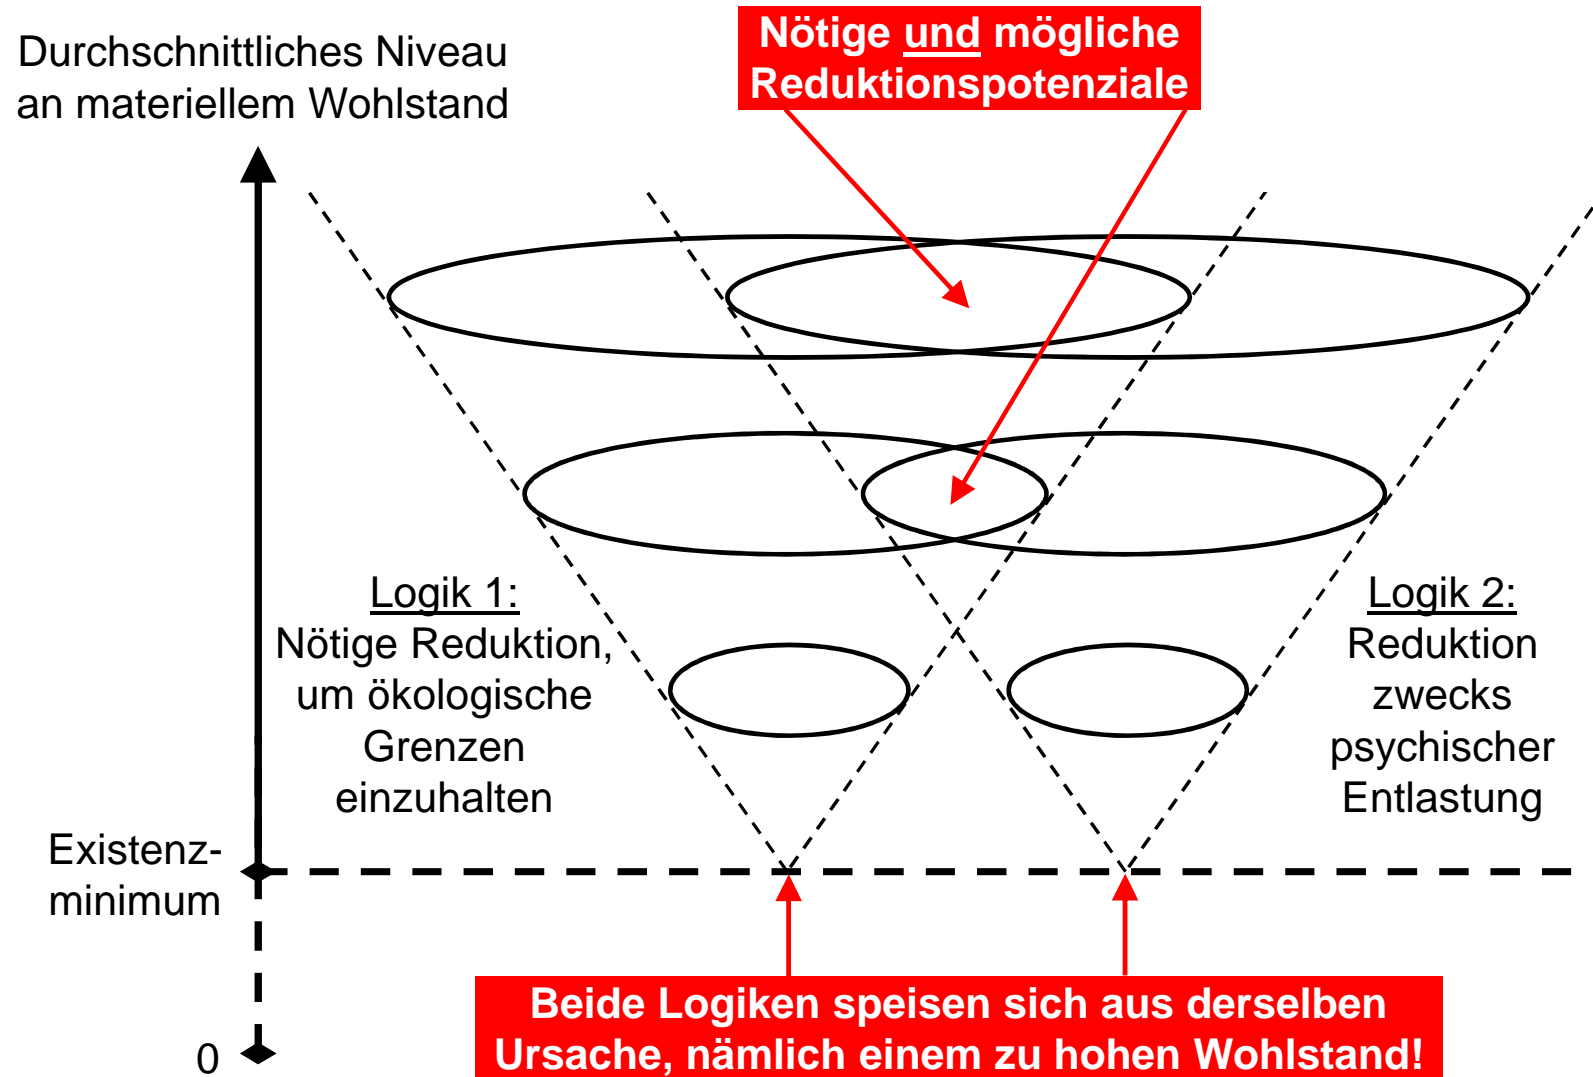 Durchschnittliches Niveau
an materiellem Wohlstand
Nötige und mögliche
Reduktionspotenziale
Logik 1:
Nötige Reduktion,
um ökologische
Grenzen
einzuhalten
Logik 2:
Reduktion
zwecks
psychischer
Entlastung
Existenz-
minimum
Beide Logiken speisen sich aus derselben
Ursache, nämlich einem zu hohen Wohlstand!
0